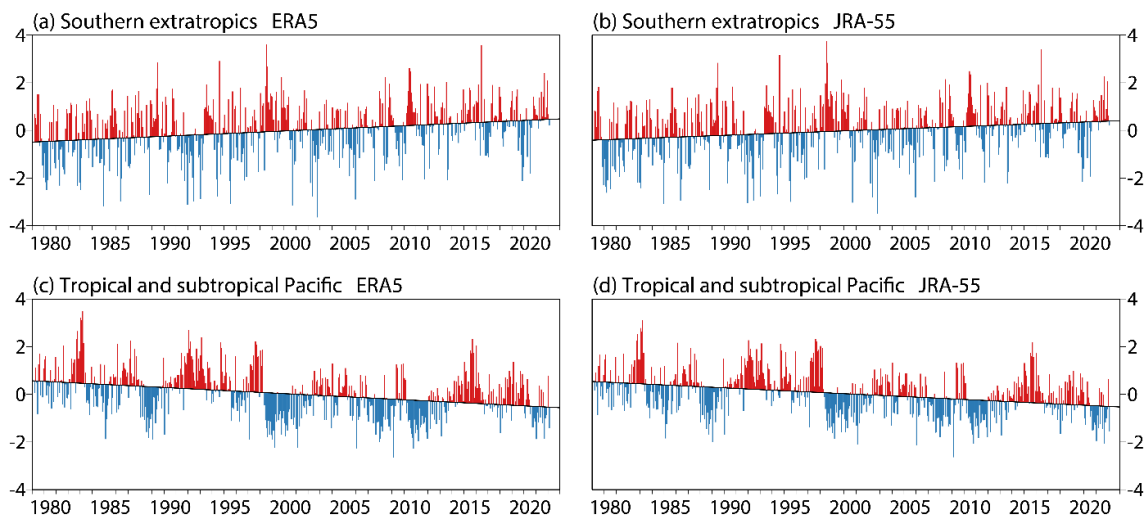 (a) Southern extratropics ERA5
4
2
0
-2
-4
1980 1985 1990 1995 2000 2005 2010 2015 2020
(b) Southern extratropics JRA-55
4
2
0
-2
-4
1980 1985 1990 1995 2000 2005 2010 2015 2020
(c) Tropical and subtropical Pacific ERA5
4
2
0
-2
-4
1980 1985 1990 1995 2000 2005 2010 2015 2020
(d) Tropical and subtropical Pacific JRA-55
4
2
0
-2
-4
1980 1985 1990 1995 2000 2005 2010 2015 2020